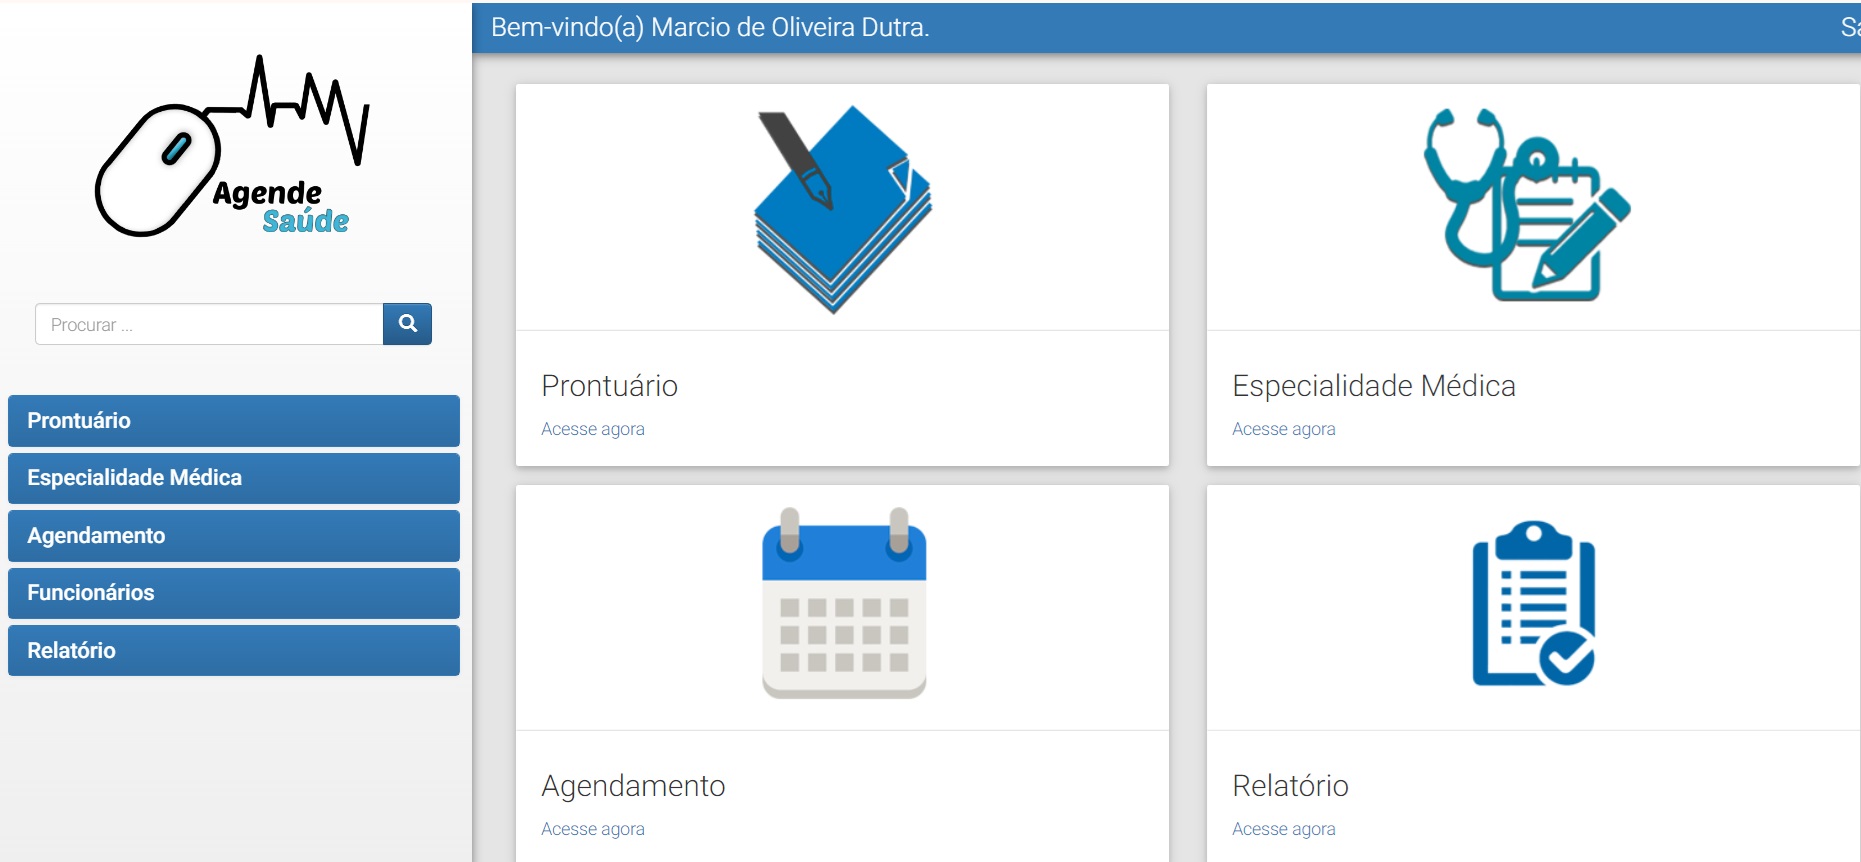 Bem-vindo(a) Marcio de Oliveira Dutra.
Agende
Saúde
Procurar ...
Prontuário
Especialidade Médica
Agendamento
Funcionários
Relatório
Prontuário
Acesse agora
Especialidade Médica
Acesse agora
Agendamento
Acesse agora
Relatório
Acesse agora